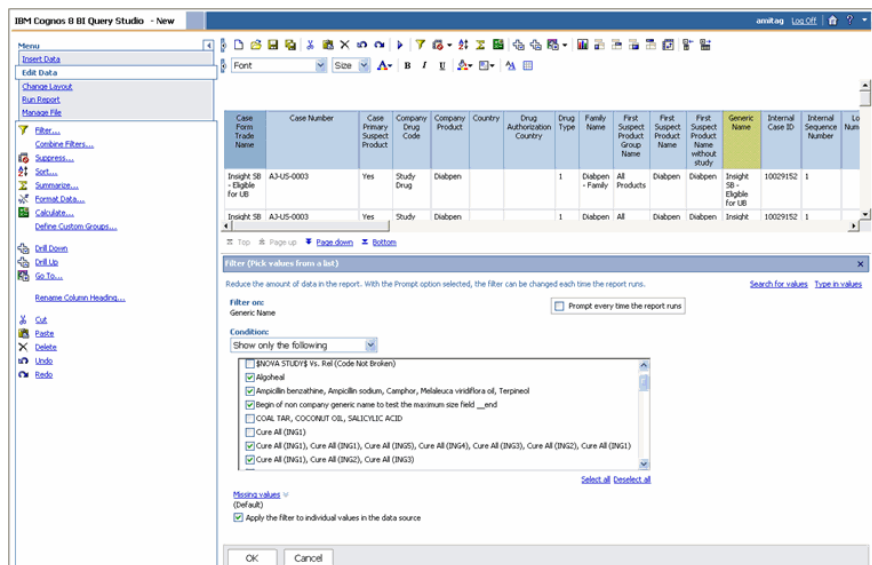 IBM Cognos 8 BI Query Studio - New
amitag Log Off ?
Menu
Insert Data
Edit Data
Change Layout
Run Report
Manage File
Filter...
Combine Filters...
Suppress...
Sort...
Summarize...
Format Data...
Calculate...
Define Custom Groups...
Drill Down
Drill Up
Go To...
Rename Column Heading...
Cut
Paste
Delete
Undo
Redo
Font Size A B I U
Case Form Trade Name
Case Number
Case Primary Suspect Product
Company Drug Code
Company Product
Country
Drug Authorization Country
Drug Type
Family Name
First Suspect Product Group Name
First Suspect Product Name
First Suspect Product Name without study
Generic Name
Internal Case ID
Internal Sequence Number
Lo
Num
Insight SB - Eligible for UB AJ-US-0003 Yes Study Drug Diabpen 1 Diabpen - Family All Products Diabpen Diabpen Insight SB - Eligible for UB 10029152 1
Insight SB AJ-US-0003 Yes Study Diabpen 1 Diabpen All Diabpen Diabpen Insight 10029152 1
Top Page up Page down Bottom
Filter (Pick values from a list)
Reduce the amount of data in the report. With the Prompt option selected, the filter can be changed each time the report runs.
Search for values Type in values
Filter on:
Generic Name
Prompt every time the report runs
Condition:
Show only the following
$NOVA STUDY$ Vs. Rel (Code Not Broken)
Algoheal
Ampicillin benzathine, Ampicillin sodium, Camphor, Melaleuca viridiflora oil, Terpineol
Begin of non company generic name to test the maximum size field __end
COAL TAR, COCONUT OIL, SALICYLIC ACID
Cure All (ING1)
Cure All (ING1), Cure All (ING1), Cure All (ING5), Cure All (ING4), Cure All (ING3), Cure All (ING2), Cure All (ING1)
Cure All (ING1), Cure All (ING2), Cure All (ING3)
Select all Deselect all
Missing values
(Default)
Apply the filter to individual values in the data source
OK Cancel